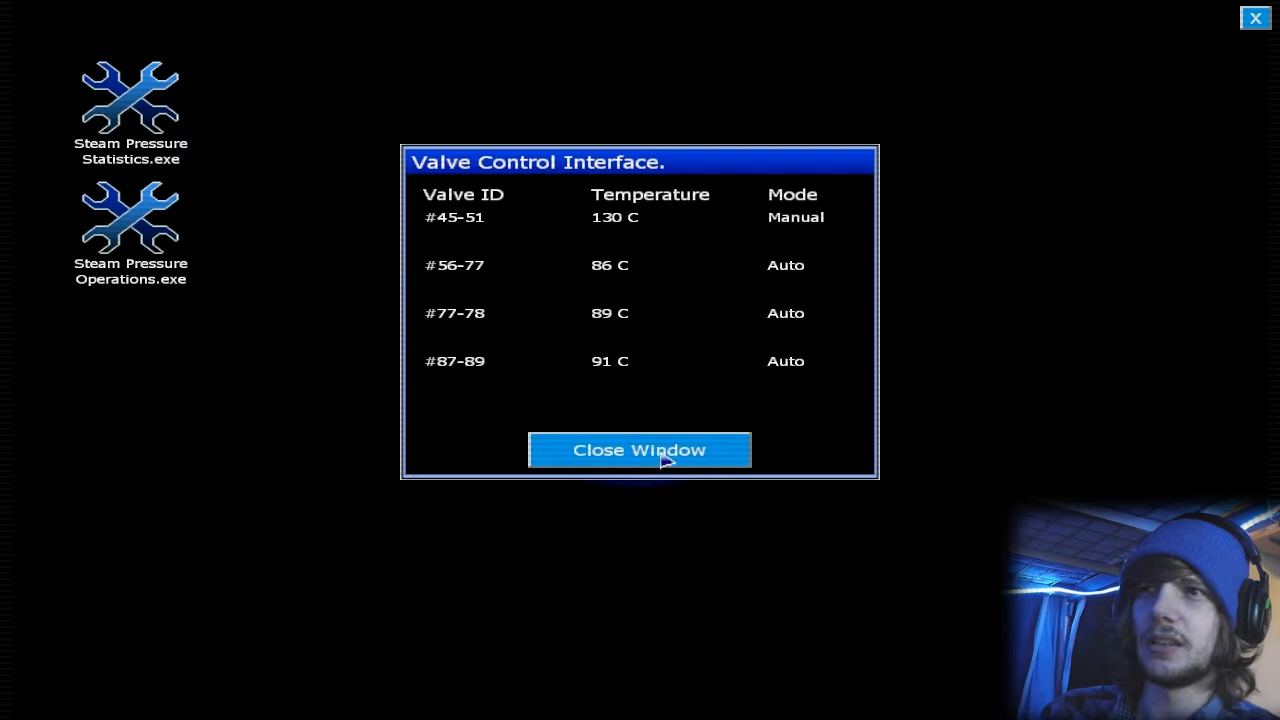 X
Steam Pressure
Statistics.exe
Steam Pressure
Operations.exe
Valve Control Interface.
Valve ID Temperature Mode
#45-51 130 C Manual
#56-77 86 C Auto
#77-78 89 C Auto
#87-89 91 C Auto
Close Window